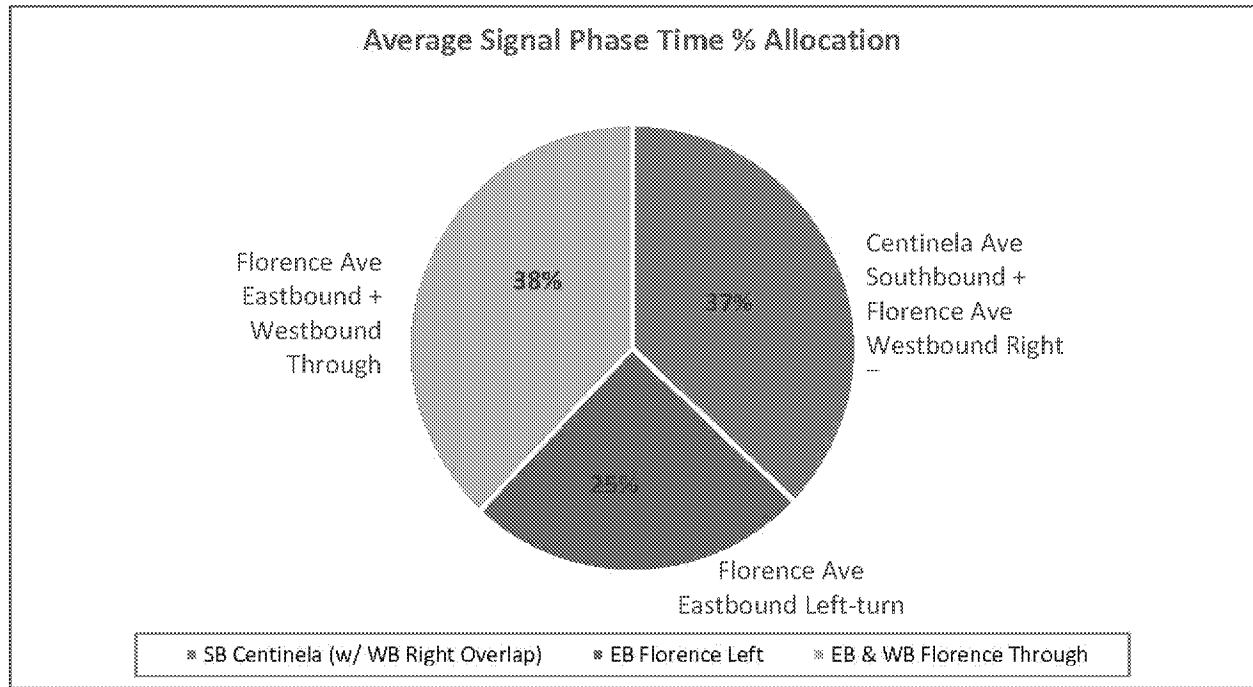 Average Signal Phase Time % Allocation
Florence Ave
Eastbound +
Westbound
Through
38%
37%
Centinela Ave
Southbound +
Florence Ave
Westbound Right
...
25%
Florence Ave
Eastbound Left-turn
SB Centinela (w/ WB Right Overlap)
EB Florence Left
EB & WB Florence Through